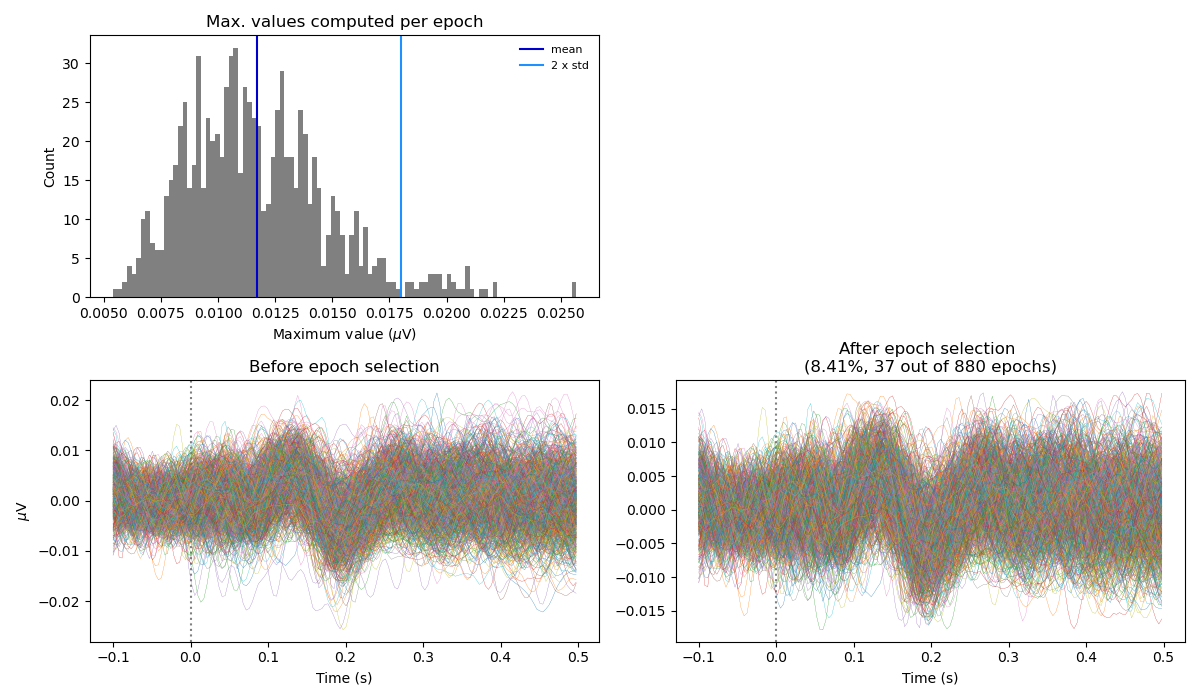 Max. values computed per epoch
mean
2 x std
30
25
20
15
10
5
0
Count
0.0050 0.0075 0.0100 0.0125 0.0150 0.0175 0.0200 0.0225 0.0250
Maximum value (μV)
Before epoch selection
0.02
0.01
0.00
−0.01
−0.02
μV
−0.1 0.0 0.1 0.2 0.3 0.4 0.5
Time (s)
After epoch selection
(8.41%, 37 out of 880 epochs)
0.015
0.010
0.005
0.000
−0.005
−0.010
−0.015
−0.1 0.0 0.1 0.2 0.3 0.4 0.5
Time (s)